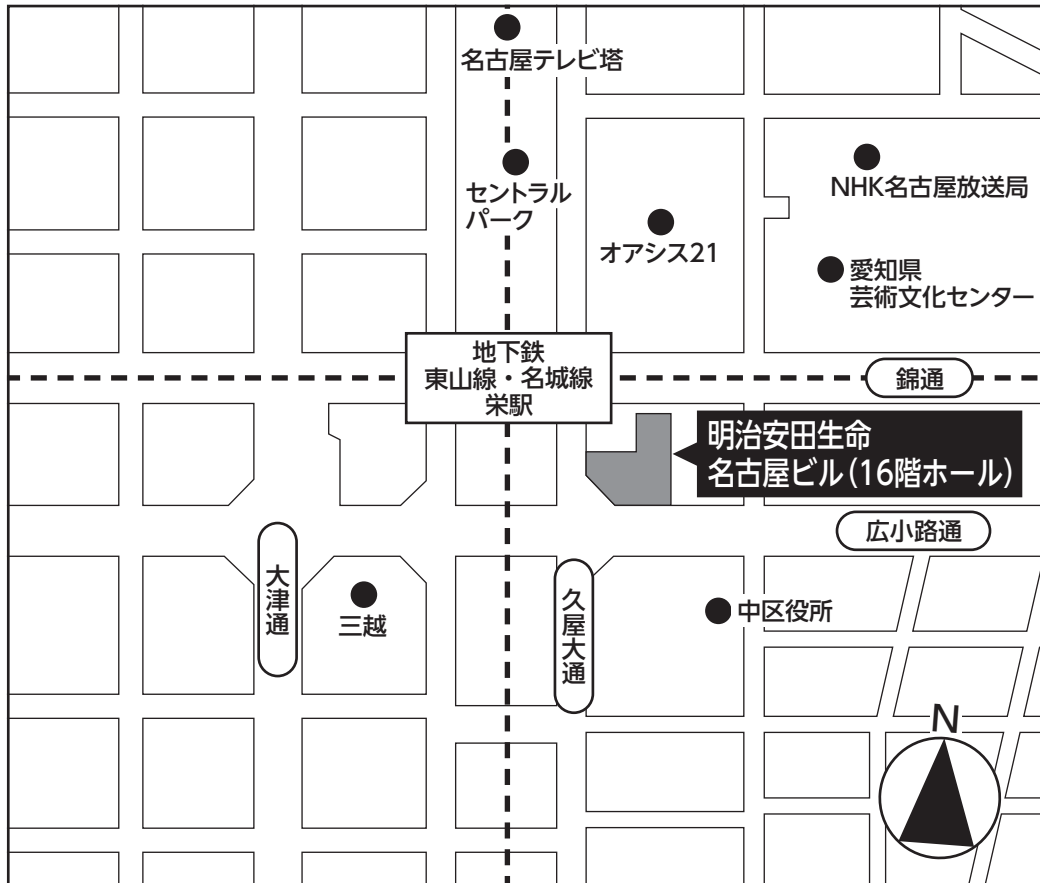 名古屋テレビ塔
セントラル
パーク
NHK名古屋放送局
オアシス21
愛知県
芸術文化センター
地下鉄
東山線・名城線
栄駅
錦通
明治安田生命
名古屋ビル(16階ホール)
広小路通
大津通
三越
久屋大通
中区役所
N